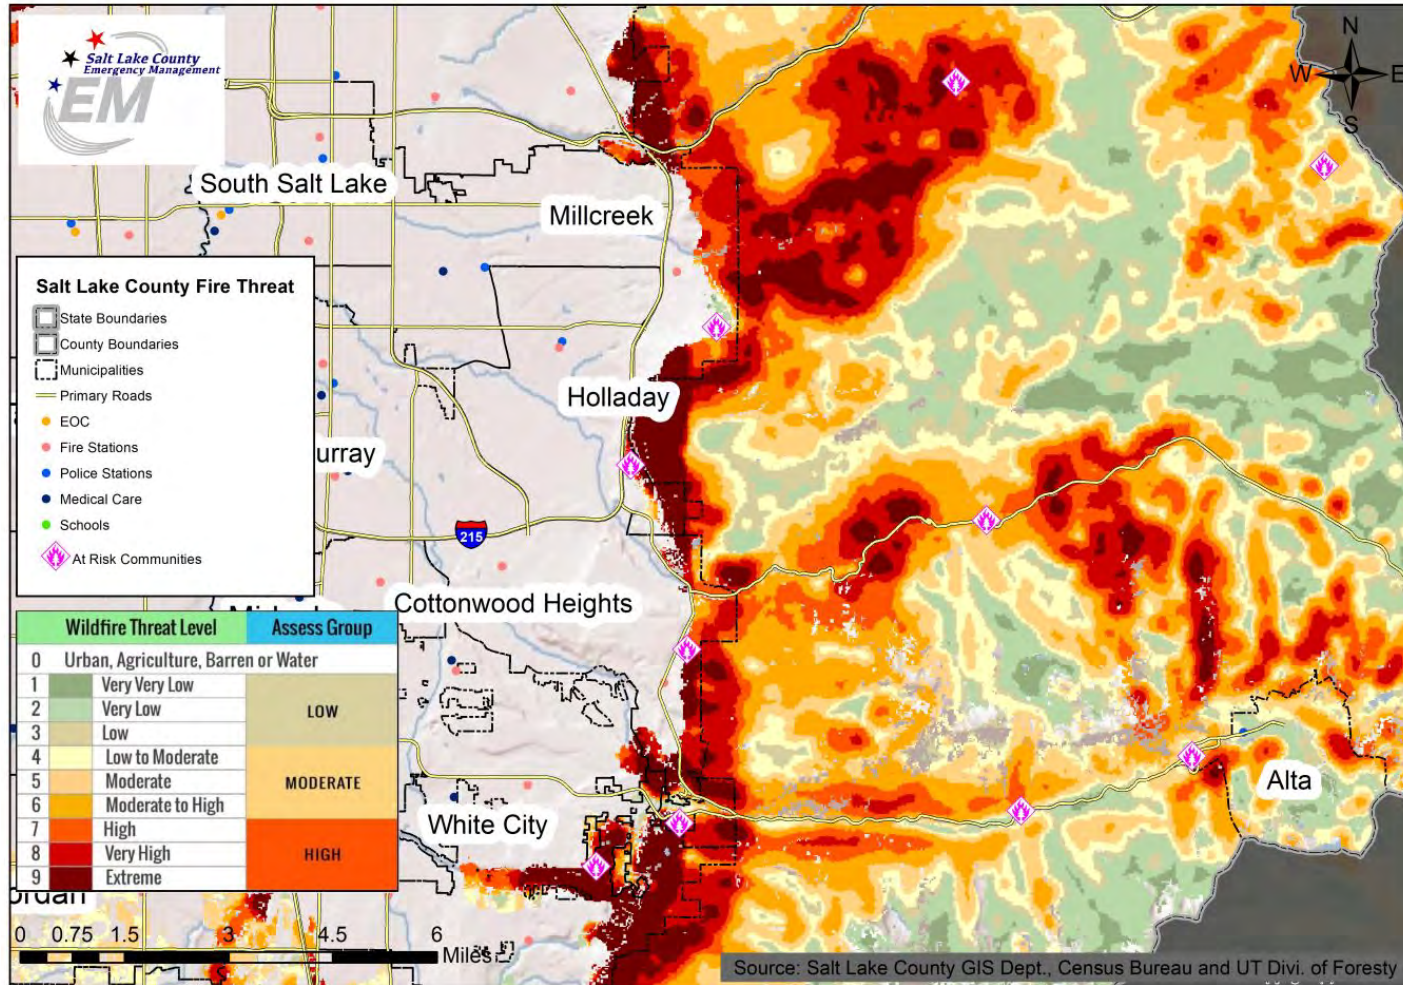 Salt Lake County
Emergency Management
EM
N
W E
S
South Salt Lake
Millcreek
Salt Lake County Fire Threat
State Boundaries
County Boundaries
Municipalities
Primary Roads
EOC
Fire Stations
Police Stations
Medical Care
Schools
At Risk Communities
Holladay
urray
215
Cottonwood Heights
Wildfire Threat Level Assess Group
0 Urban, Agriculture, Barren or Water
1 Very Very Low
2 Very Low
LOW
3 Low
4 Low to Moderate
5 Moderate
MODERATE
6 Moderate to High
7 High
8 Very High
HIGH
9 Extreme
Alta
White City
0 0.75 1.5 3 4.5 6
Miles
Source: Salt Lake County GIS Dept., Census Bureau and UT Divi. of Foresty